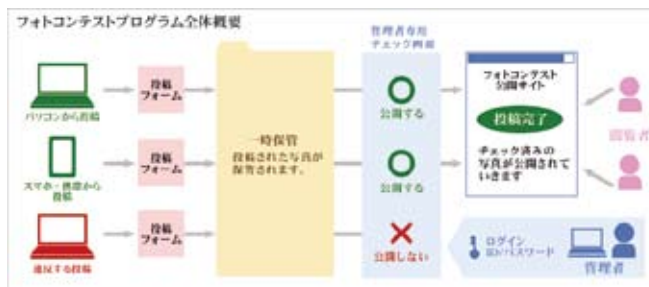 フォトコンテストプログラム全体概要
パソコンから投稿
スマホ・携帯から
投稿
違反する投稿
投稿
フォーム
投稿
フォーム
投稿
フォーム
一時保管
投稿された写真が
保管されます。
管理者専用
チェック画面
公開する
公開する
公開しない
フォトコンテスト
公開サイト
投稿完了
チェック済みの
写真が公開されて
いきます
閲覧者
ログイン
ID/パスワード
管理者